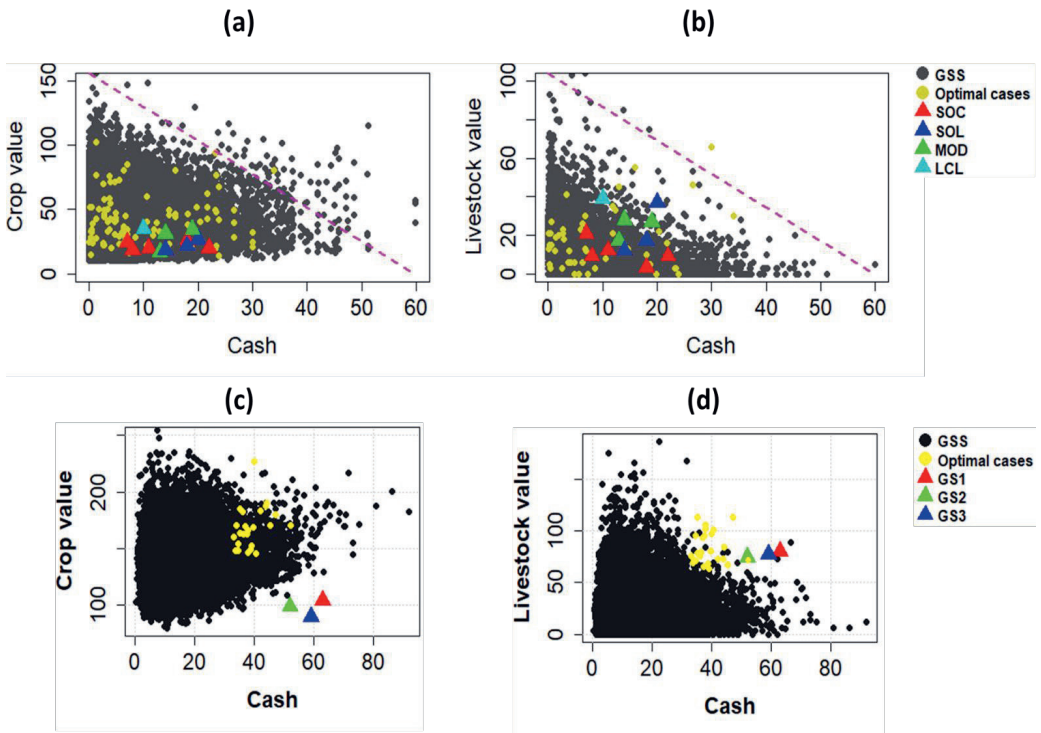 (a)
(b)
150
100
50
0
Crop value
0 10 20 30 40 50 60
Cash
100
60
20
0
Livestock value
0 10 20 30 40 50 60
Cash
GSS
Optimal cases
SOC
SOL
MOD
LCL
(c)
(d)
200
100
Crop value
0 20 40 60 80
Cash
100
50
0
Livestock value
0 20 40 60 80
Cash
GSS
Optimal cases
GS1
GS2
GS3